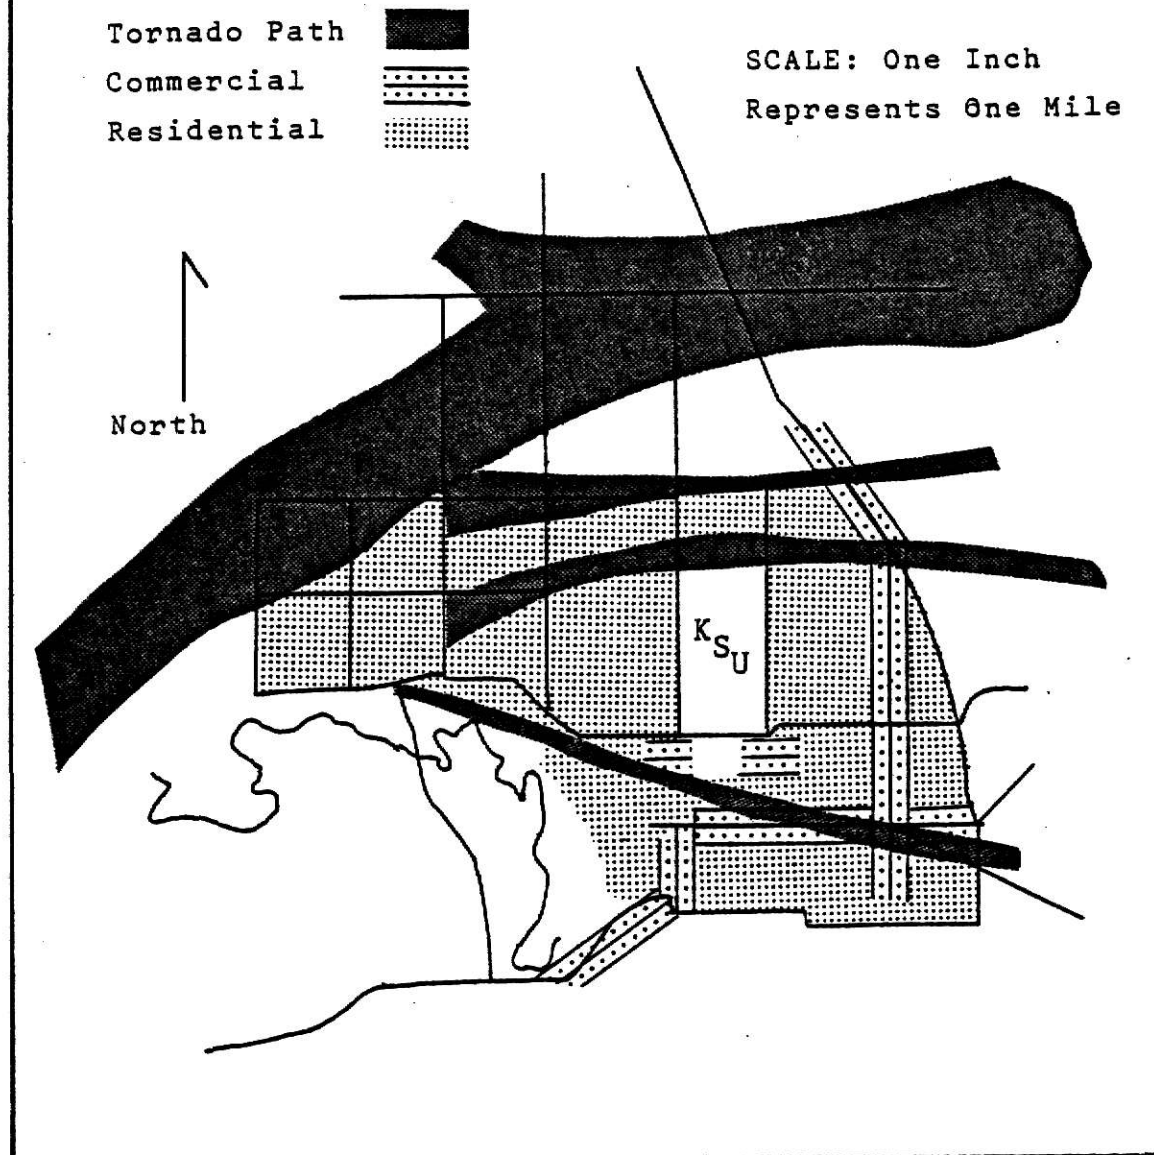 Tornado Path
Commercial
Residential
SCALE: One Inch
Represents One Mile
North
KSU